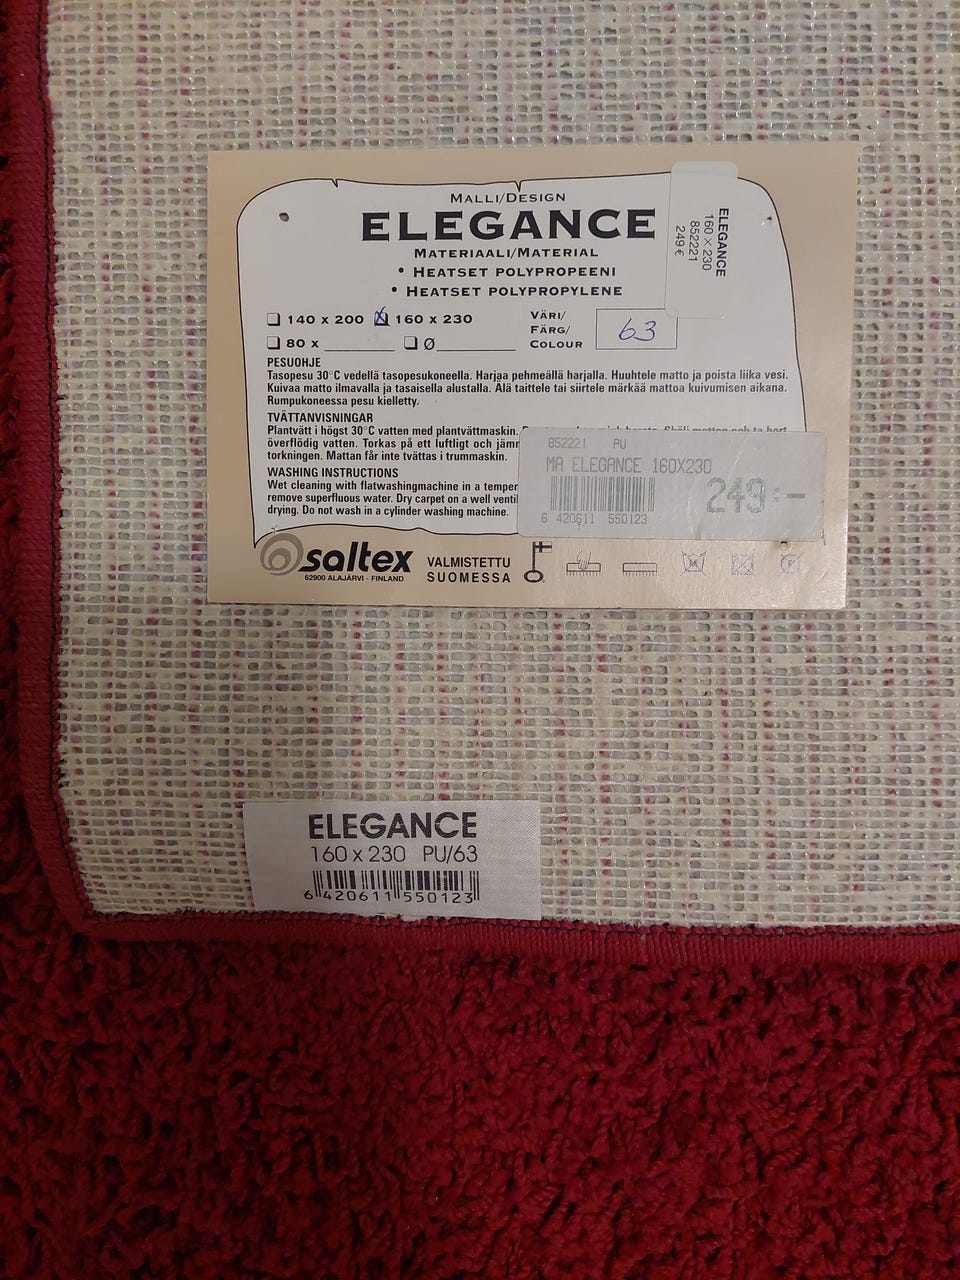 MALLI/DESIGN
ELEGANCE
MATERIAALI/MATERIAL
• HEATSET POLYPROPEENI
• HEATSET POLYPROPYLENE
140 x 200 160 x 230
80 x Ø
VÄRI/
FÄRG/
COLOUR
63
ELEGANCE
160 x 230
852221
249 €
PESUOHJE
Tasopesu 30°C vedellä tasopesukoneella. Harjaa pehmeällä harjalla. Huuhtele matto ja poista liika vesi.
Kuivaa matto ilmavalla ja tasaisella alustalla. Älä taittele tai siirtele märkää mattoa kuivumisen aikana.
Rumpukoneessa pesu kielletty.
TVÄTTANVISNINGAR
Plantvätt i högst 30°C vatten med plantvättmaskin.
överflödig vatten. Torkas på ett luftligt och jämr
torkningen. Mattan får inte tvättas i trummaskin.
WASHING INSTRUCTIONS
Wet cleaning with flatwashingmachine in a temper
remove superfluous water. Dry carpet on a well venti
drying. Do not wash in a cylinder washing machine.
852221 PU
MA ELEGANCE 160X230
249:-
6 420611 550123
saltex
62900 ALAJÄRVI - FINLAND
VALMISTETTU
SUOMESSA
ELEGANCE
160 x 230 PU/63
6 420611 550123